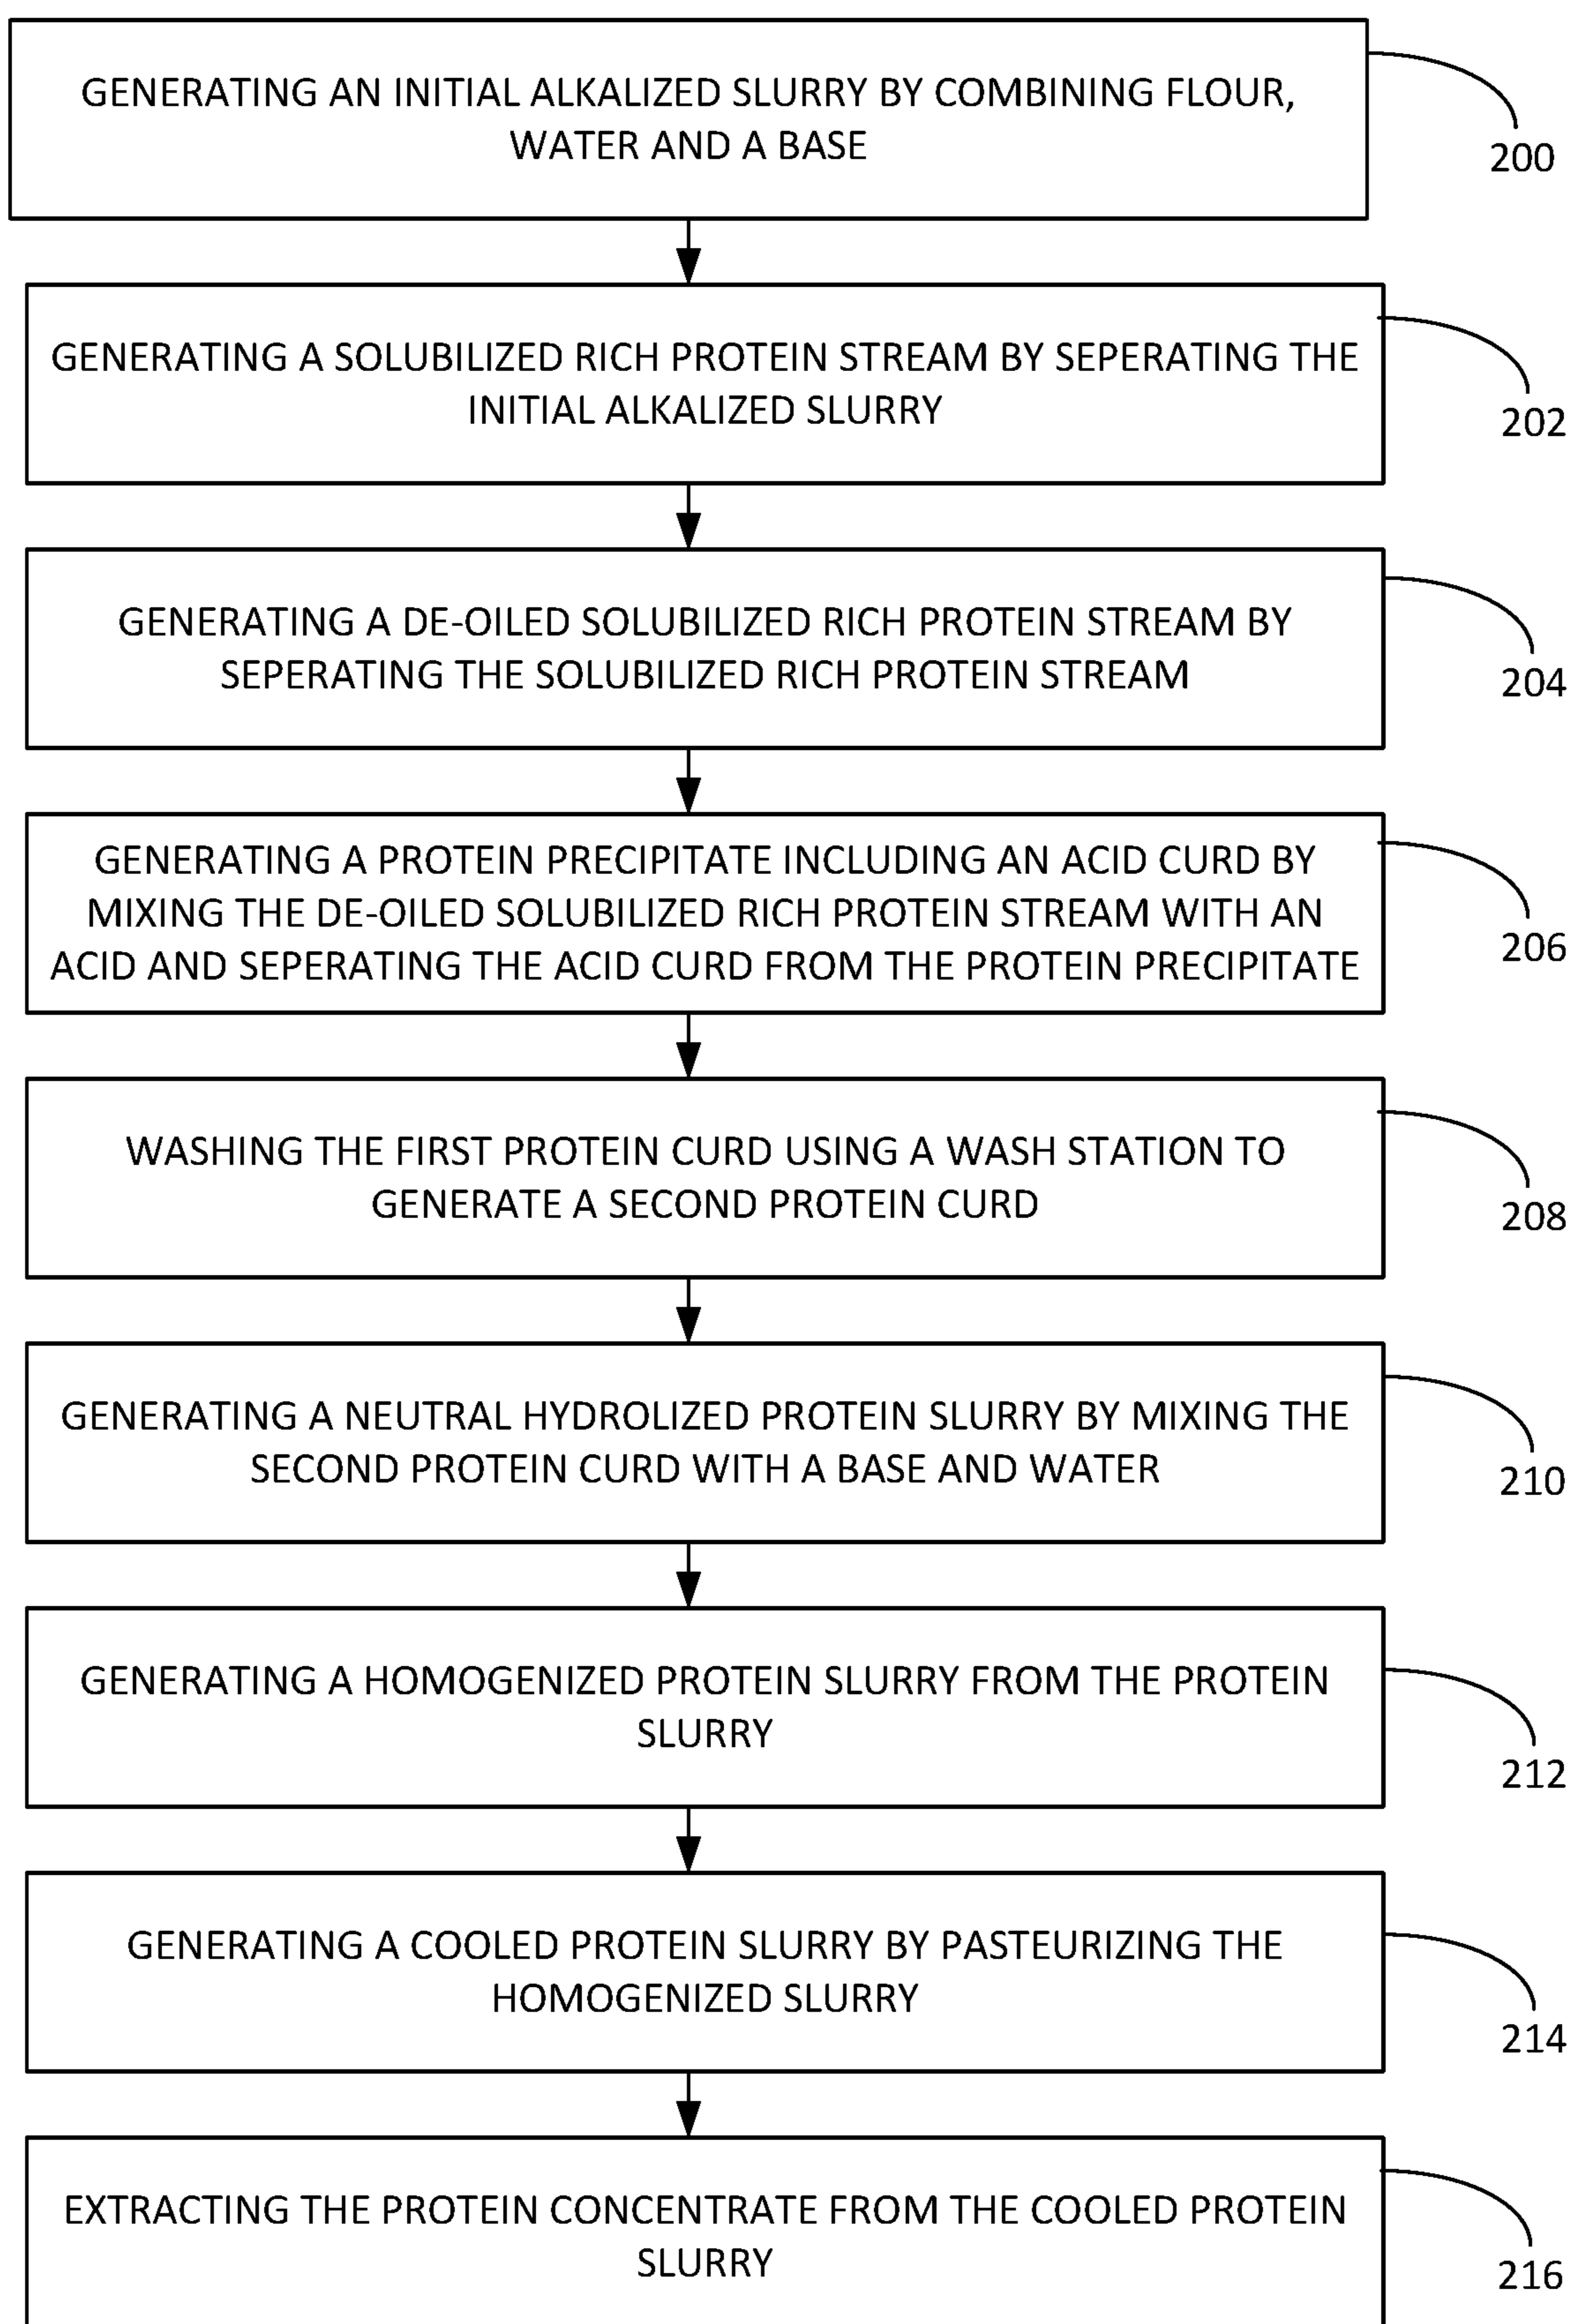 GENERATING AN INITIAL ALKALIZED SLURRY BY COMBINING FLOUR,
WATER AND A BASE
200
GENERATING A SOLUBILIZED RICH PROTEIN STREAM BY SEPERATING THE
INITIAL ALKALIZED SLURRY
202
GENERATING A DE-OILED SOLUBILIZED RICH PROTEIN STREAM BY
SEPERATING THE SOLUBILIZED RICH PROTEIN STREAM
204
GENERATING A PROTEIN PRECIPITATE INCLUDING AN ACID CURD BY
MIXING THE DE-OILED SOLUBILIZED RICH PROTEIN STREAM WITH AN
ACID AND SEPERATING THE ACID CURD FROM THE PROTEIN PRECIPITATE
206
WASHING THE FIRST PROTEIN CURD USING A WASH STATION TO
GENERATE A SECOND PROTEIN CURD
208
GENERATING A NEUTRAL HYDROLIZED PROTEIN SLURRY BY MIXING THE
SECOND PROTEIN CURD WITH A BASE AND WATER
210
GENERATING A HOMOGENIZED PROTEIN SLURRY FROM THE PROTEIN
SLURRY
212
GENERATING A COOLED PROTEIN SLURRY BY PASTEURIZING THE
HOMOGENIZED SLURRY
214
EXTRACTING THE PROTEIN CONCENTRATE FROM THE COOLED PROTEIN
SLURRY
216